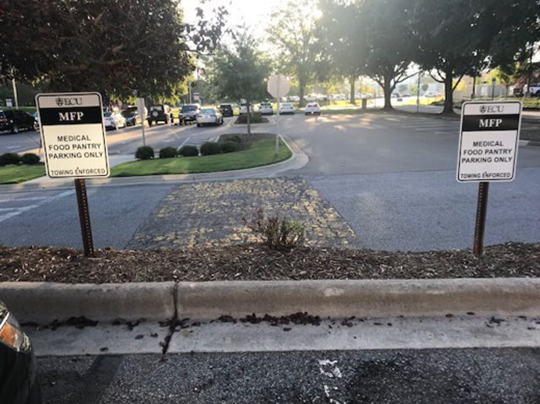 ECU
MFP
MEDICAL
FOOD PANTRY
PARKING ONLY
TOWING ENFORCED
ECU
MFP
MEDICAL
FOOD PANTRY
PARKING ONLY
TOWING ENFORCED